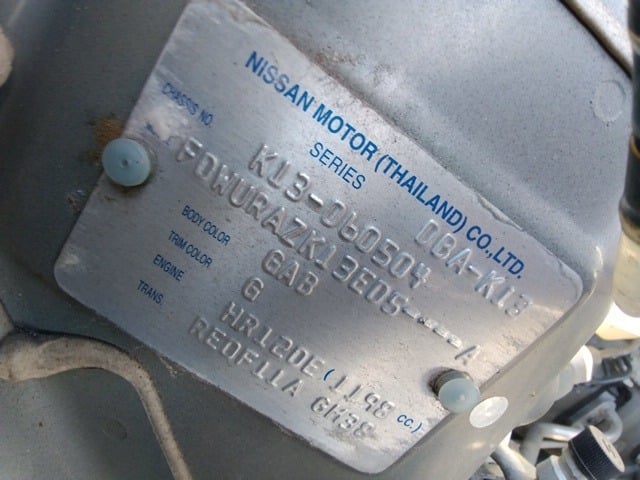 NISSAN MOTOR (THAILAND) CO.,LTD.
SERIES DBA-K13
CHASSIS NO. K13-060504
FDWURAZK13EDS-----A
BODY COLOR GAB
TRIM COLOR G
ENGINE HR12DE (1198 cc.)
TRANS. RE0F11A GH38